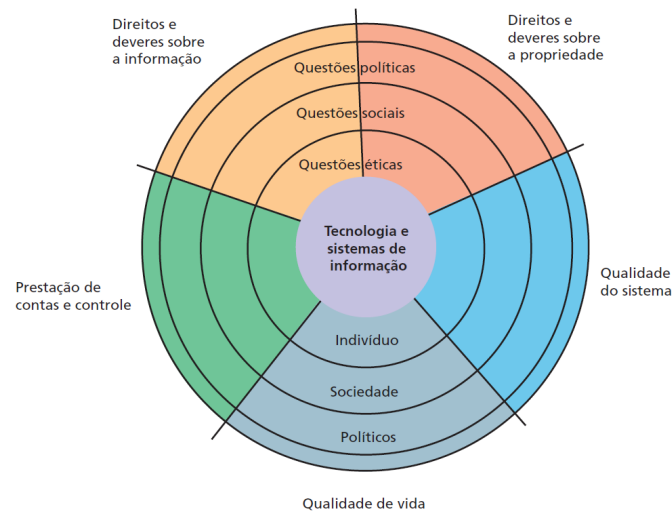 Direitos e
deveres sobre
a informação
Direitos e
deveres sobre
a propriedade
Questões políticas
Questões sociais
Questões éticas
Tecnologia e
sistemas de
informação
Prestação de
contas e controle
Qualidade
do sistema
Indivíduo
Sociedade
Políticos
Qualidade de vida